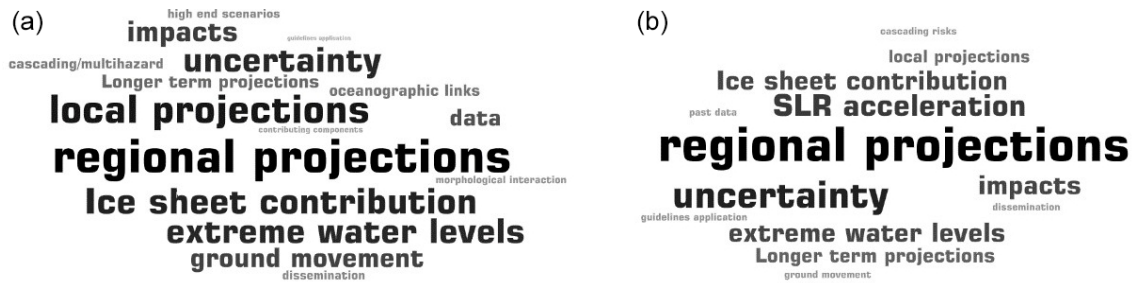 (a)
high end scenarios
impacts
guidelines application
uncertainty
cascading/multihazard
Longer term projections
oceanographic links
local projections
data
contributing components
regional projections
morphological interaction
Ice sheet contribution
extreme water levels
ground movement
dissemination
(b)
cascading risks
local projections
Ice sheet contribution
SLR acceleration
past data
regional projections
uncertainty
impacts
dissemination
guidelines application
extreme water levels
Longer term projections
ground movement